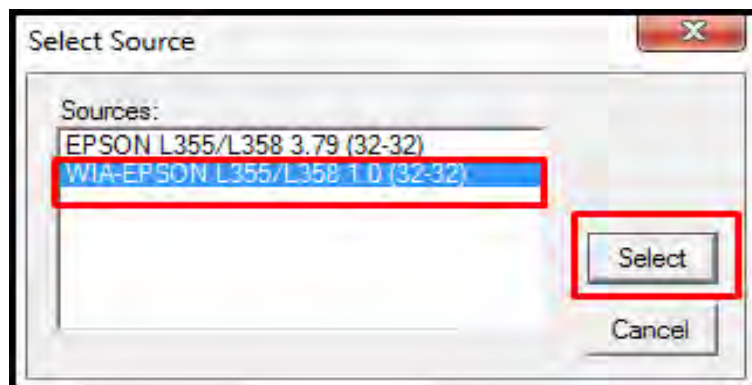 Select Source
Sources:
EPSON L355/L358 3.79 (32-32)
WIA-EPSON L355/L358 1.0 (32-32)
Select
Cancel